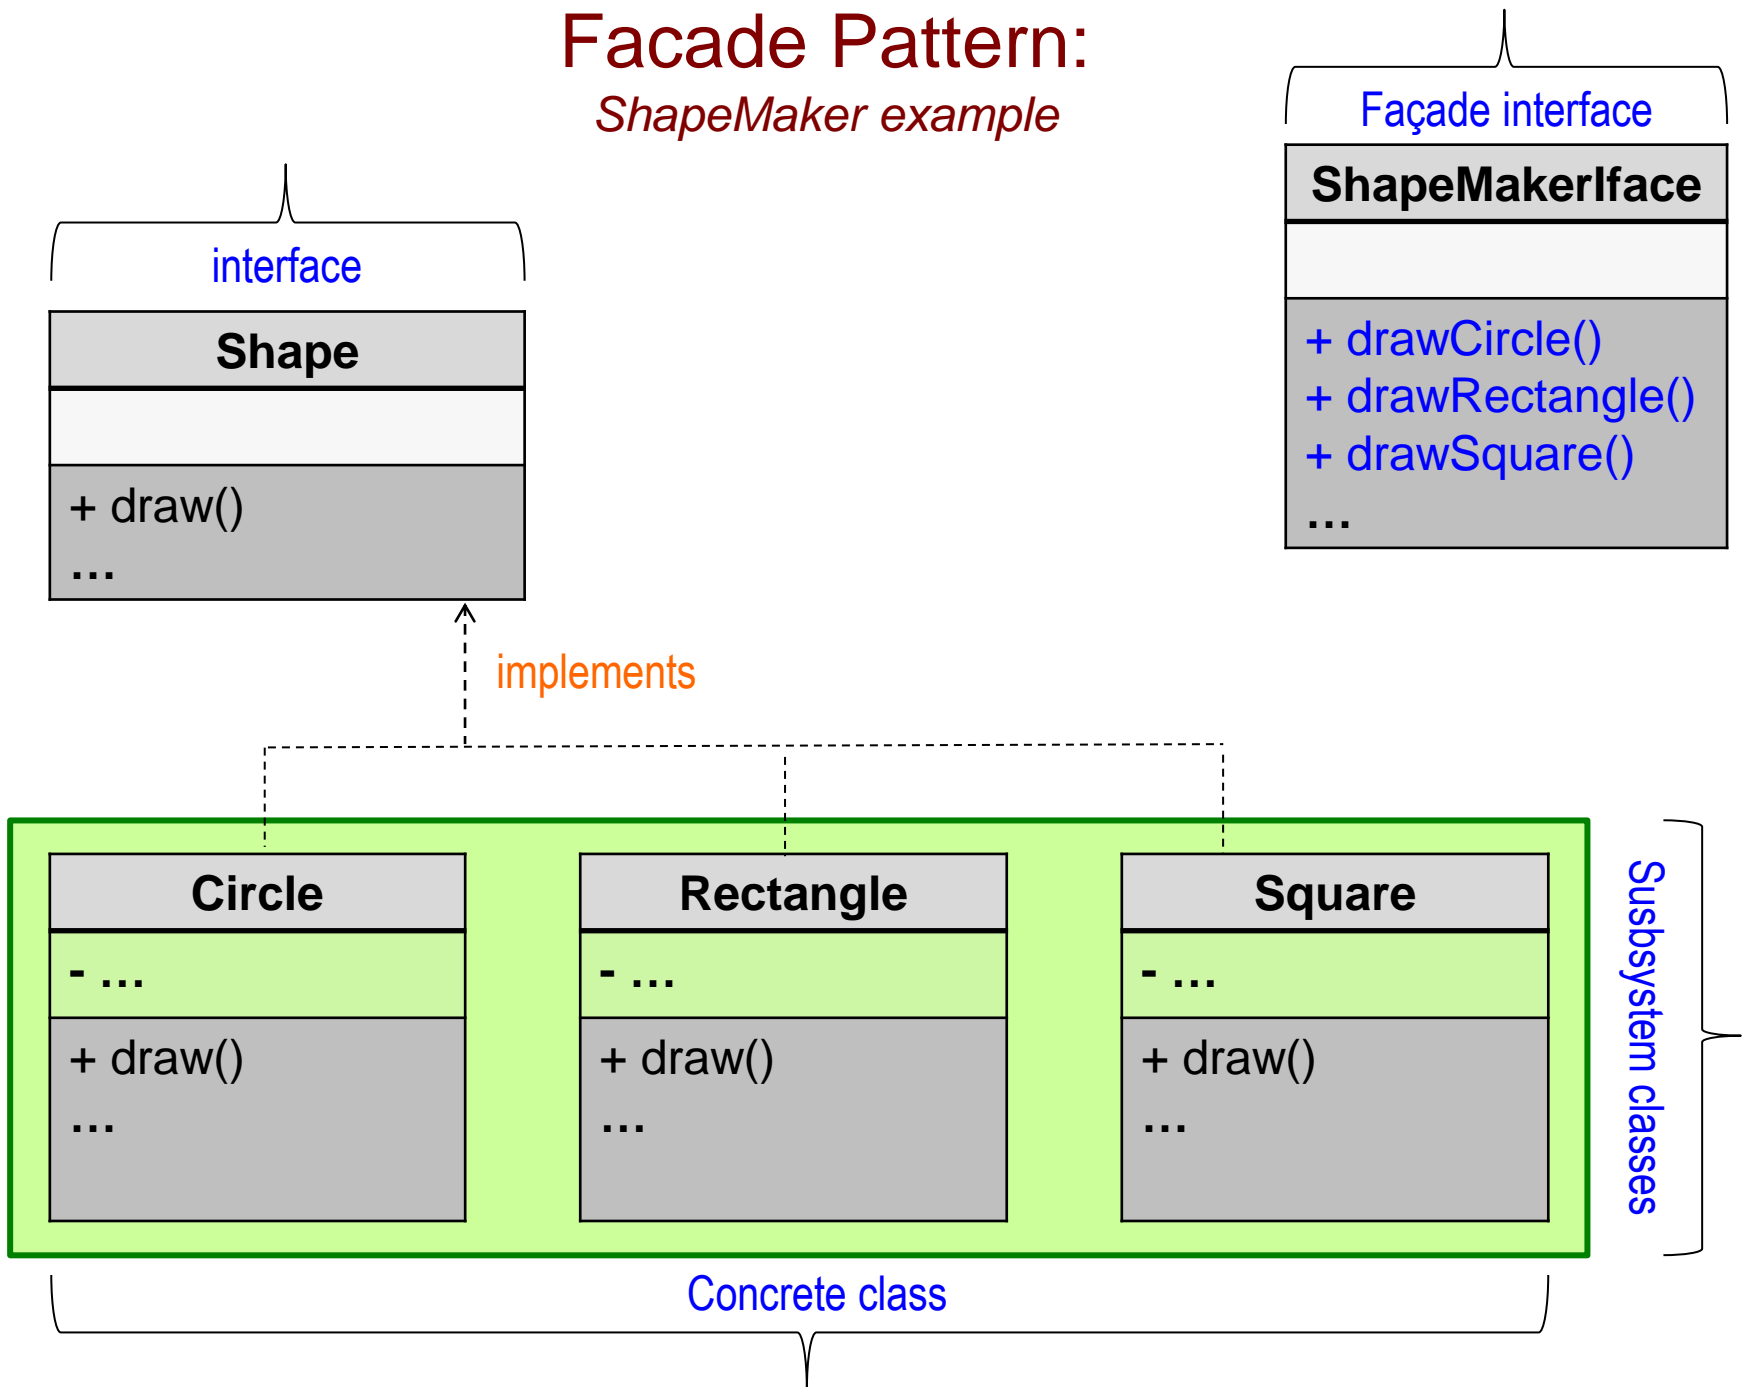 Facade Pattern:
ShapeMaker example
Façade interface
ShapeMakerIface
+ drawCircle()
+ drawRectangle()
+ drawSquare()
…
interface
Shape
+ draw()
…
implements
Circle
- …
+ draw()
…
Rectangle
- …
+ draw()
…
Square
- …
+ draw()
…
Susbsystem classes
Concrete class